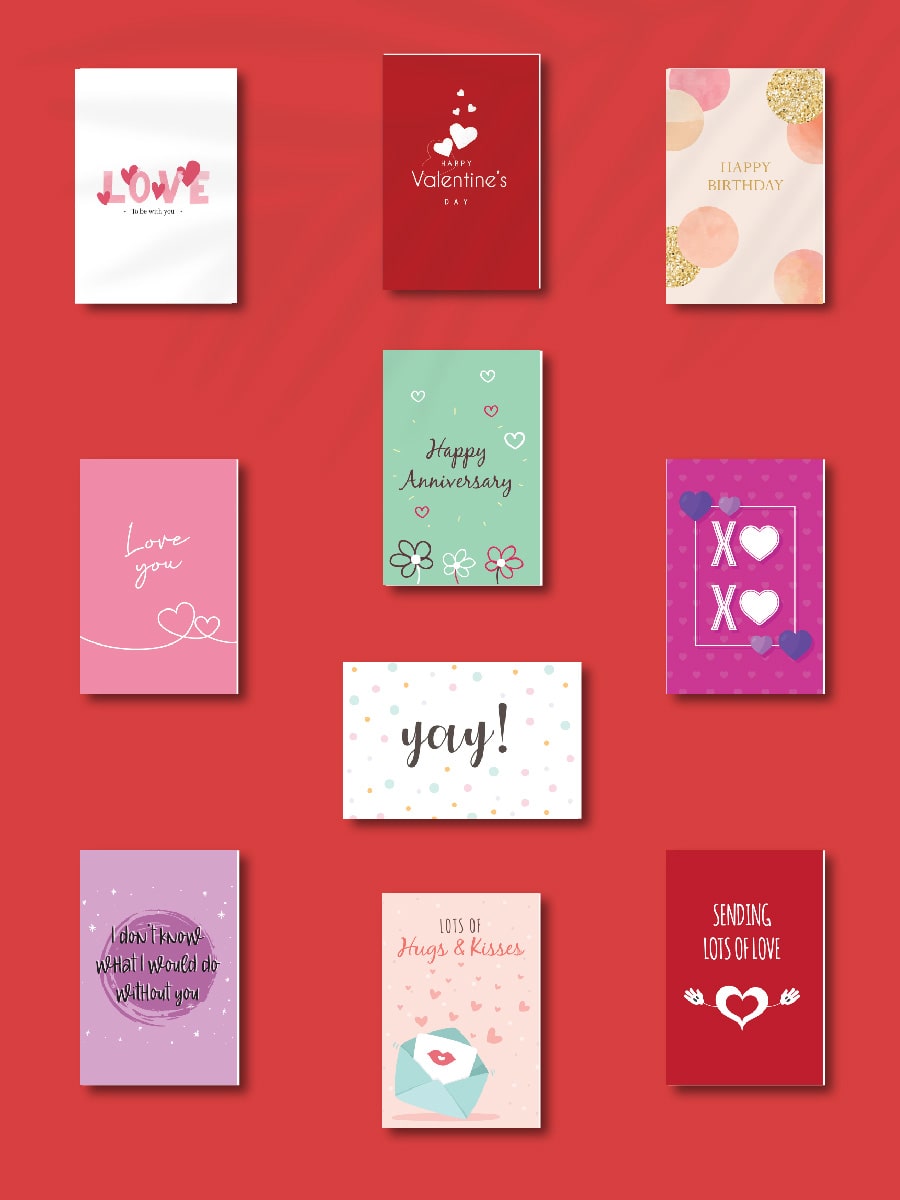 LOVE
- To be with you -
HAPPY
Valentine's
DAY
HAPPY
BIRTHDAY
Happy
Anniversary
Love
you
XO
XO
yay!
I don't know
what I would do
without you
LOTS OF
Hugs & Kisses
SENDING
LOTS OF LOVE